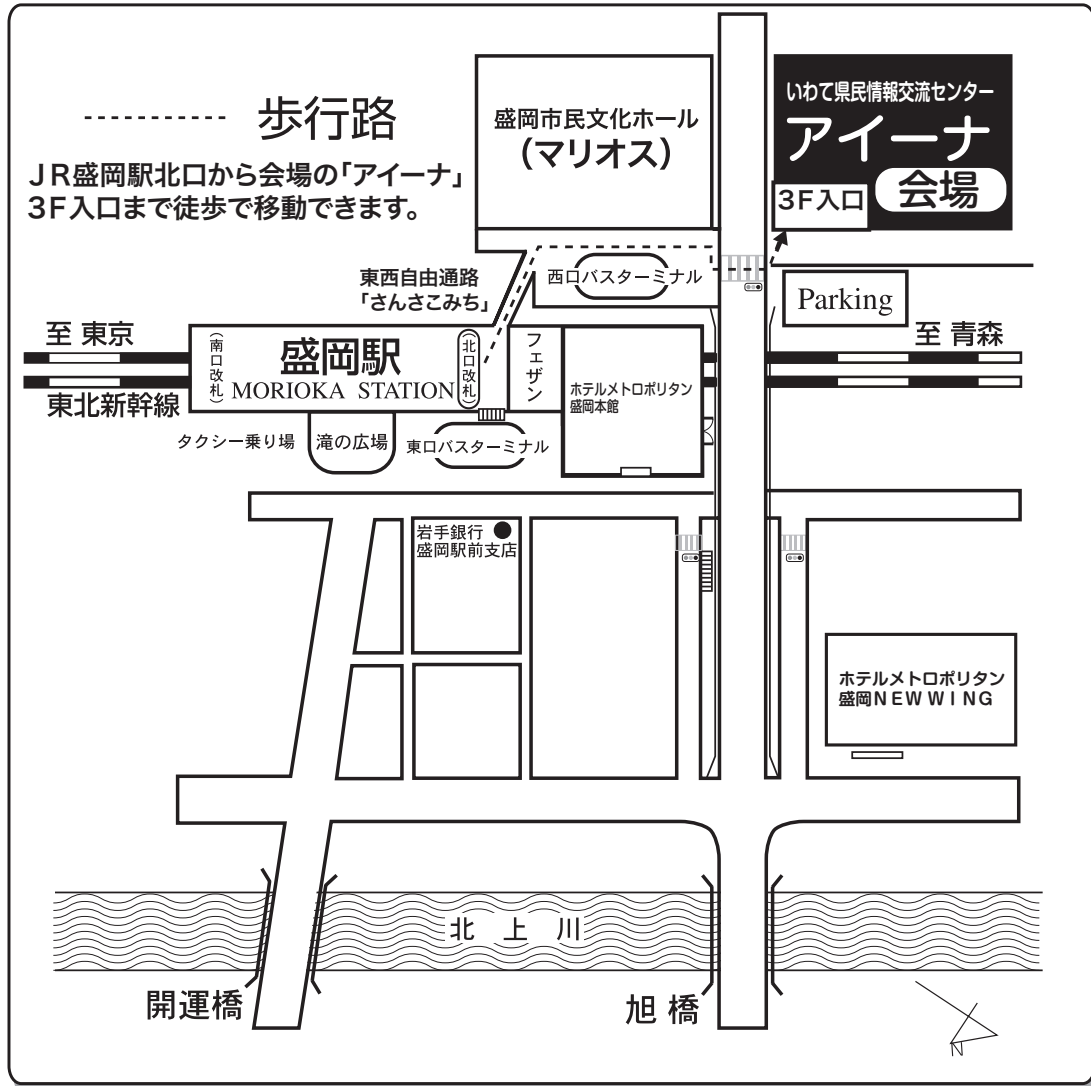 歩行路
JR盛岡駅北口から会場の「アイーナ」
3F入口まで徒歩で移動できます。
盛岡市民文化ホール
（マリオス）
いわて県民情報交流センター
アイーナ
会場
3F入口
東西自由通路
「さんさこみち」
西口バスターミナル
Parking
至 東京
東北新幹線
（南口改札）
盛岡駅
MORIOKA STATION
（北口改札）
フェザン
ホテルメトロポリタン
盛岡本館
至 青森
タクシー乗り場
滝の広場
東口バスターミナル
岩手銀行
盛岡駅前支店
ホテルメトロポリタン
盛岡NEW WING
北上川
開運橋
旭橋
N